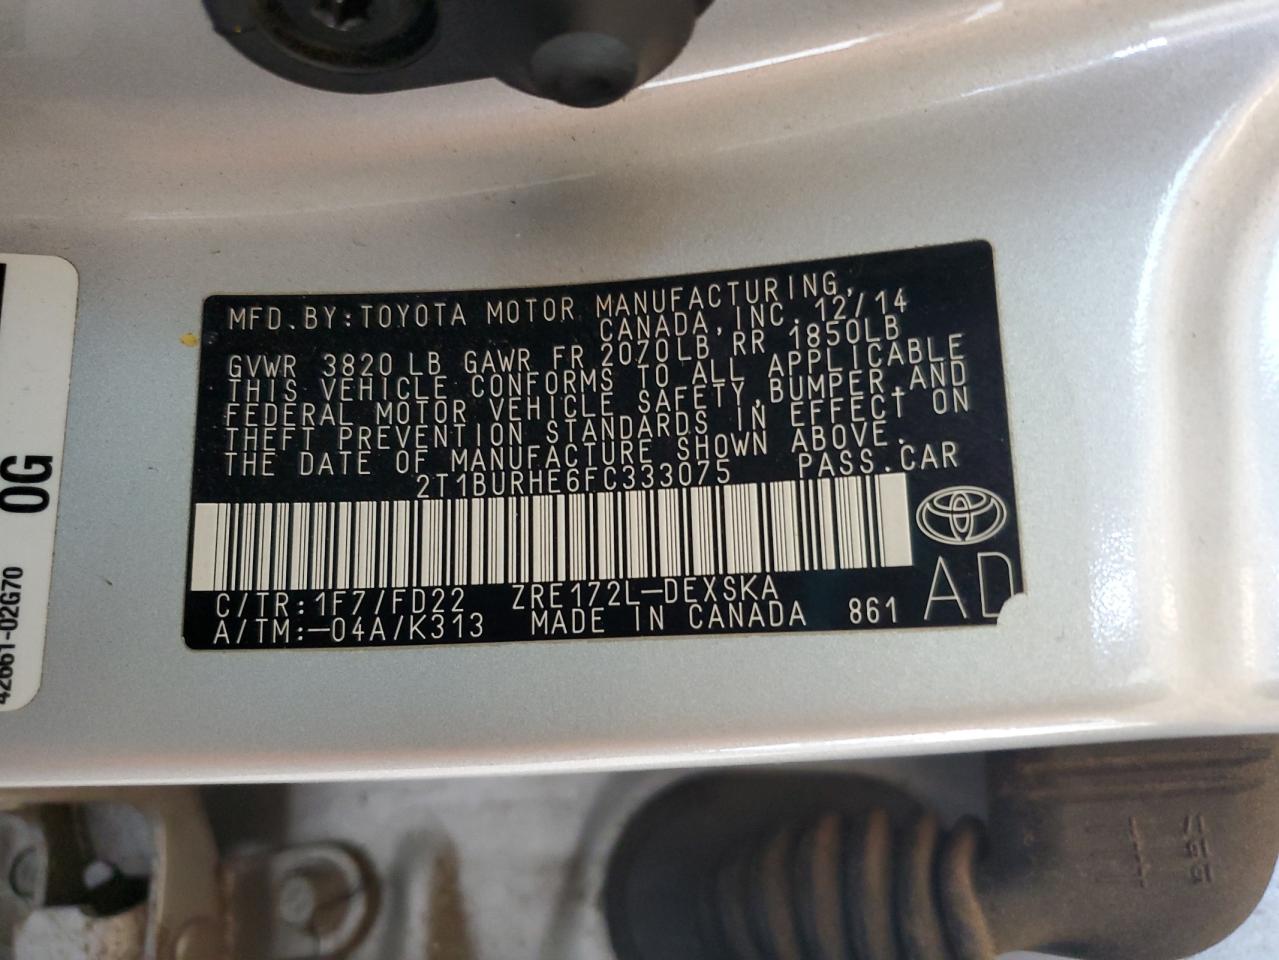 MFD.BY:TOYOTA MOTOR MANUFACTURING,
CANADA, INC. 12/14
GVWR 3820 LB GAWR FR 2070LB RR 1850LB
THIS VEHICLE CONFORMS TO ALL APPLICABLE
FEDERAL MOTOR VEHICLE SAFETY, BUMPER, AND
THEFT PREVENTION STANDARDS IN EFFECT ON
THE DATE OF MANUFACTURE SHOWN ABOVE.
2T1BURHE6FC333075 PASS.CAR
C/TR:1F7/FD22 ZRE172L-DEXSKA
A/TM:-04A/K313 MADE IN CANADA 861 AD
0G
42661-02G70